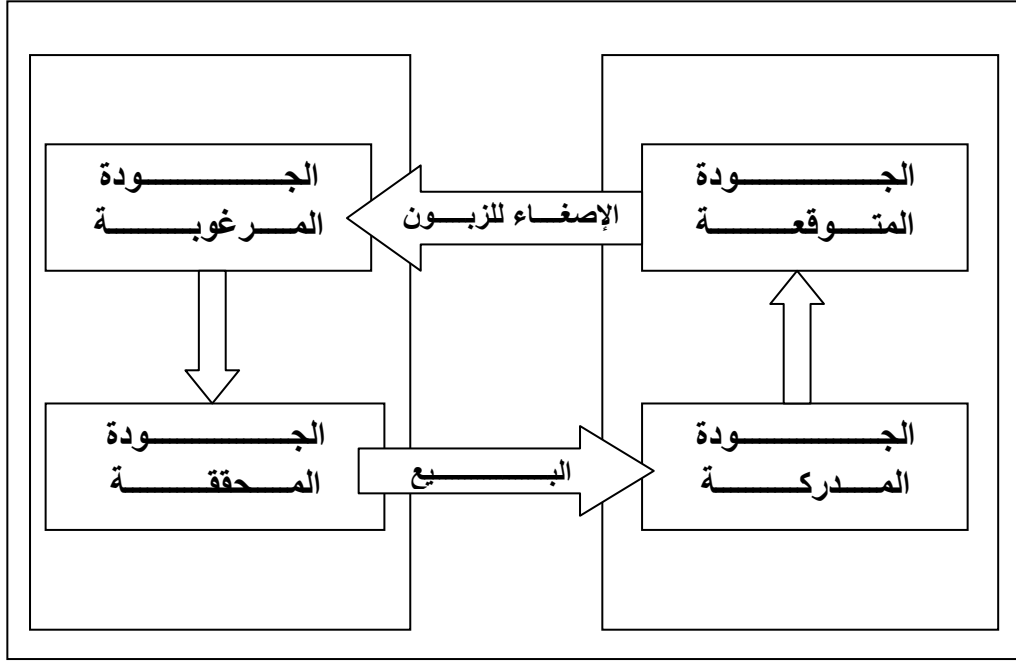 الجودة
المتوقعة
الإصغاء للزبون
الجودة
المرغوبة
الجودة
المدركة
البيع
الجودة
المحققة